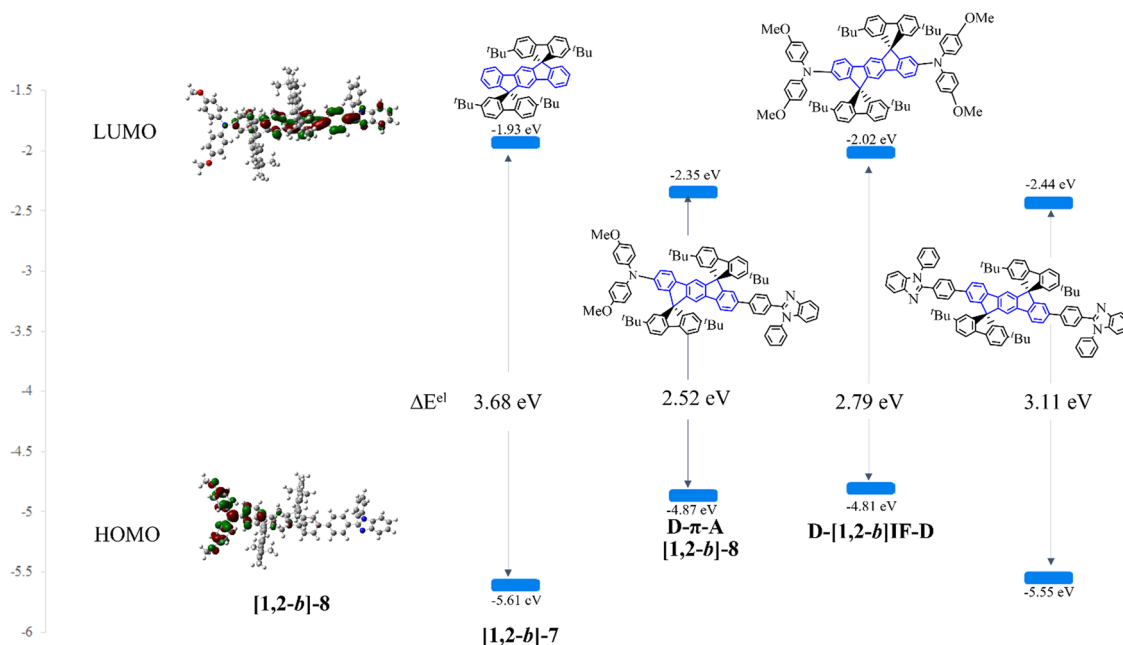 -1.5
-2
-2.5
-3
-3.5
-4
-4.5
-5
-5.5
-6
LUMO
HOMO
[1,2-b]-8
ΔEᵉˡ
ᵗBu
ᵗBu
ᵗBu
ᵗBu
-1.93 eV
3.68 eV
-5.61 eV
[1,2-b]-7
-2.35 eV
MeO
MeO
N
ᵗBu
ᵗBu
ᵗBu
ᵗBu
N
N
2.52 eV
-4.87 eV
D-π-A
[1,2-b]-8
MeO
MeO
N
ᵗBu
ᵗBu
ᵗBu
ᵗBu
N
OMe
OMe
-2.02 eV
2.79 eV
-4.81 eV
D-[1,2-b]IF-D
-2.44 eV
N
N
ᵗBu
ᵗBu
ᵗBu
ᵗBu
N
N
3.11 eV
-5.55 eV